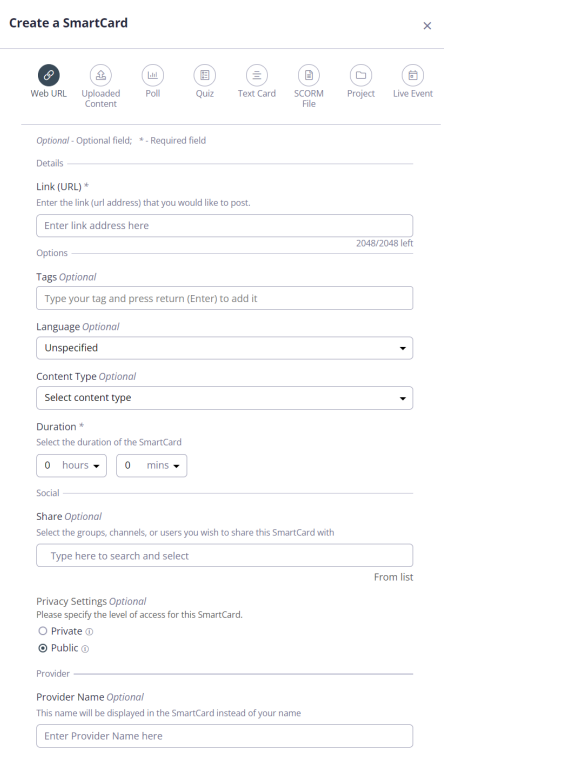 Create a SmartCard
Web URL
Uploaded
Content
Poll
Quiz
Text Card
SCORM
File
Project
Live Event
Optional - Optional field;   * - Required field
Details
Link (URL) *
Enter the link (url address) that you would like to post.
Enter link address here
2048/2048 left
Options
Tags Optional
Type your tag and press return (Enter) to add it
Language Optional
Unspecified
Content Type Optional
Select content type
Duration *
Select the duration of the SmartCard
0 hours 0 mins
Social
Share Optional
Select the groups, channels, or users you wish to share this SmartCard with
Type here to search and select
From list
Privacy Settings Optional
Please specify the level of access for this SmartCard.
Private
Public
Provider
Provider Name Optional
This name will be displayed in the SmartCard instead of your name
Enter Provider Name here